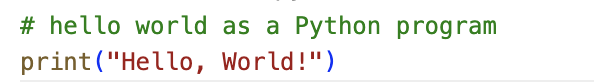 # hello world as a Python program
print("Hello, World!")